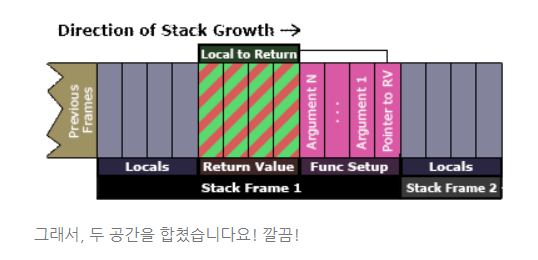 Direction of Stack Growth →
Local to Return
Previous Frames
Argument N
...
Argument 1
Pointer to RV
Locals
Return Value
Func Setup
Locals
Stack Frame 1
Stack Frame 2
그래서, 두 공간을 합쳤습니다요! 깔끔!